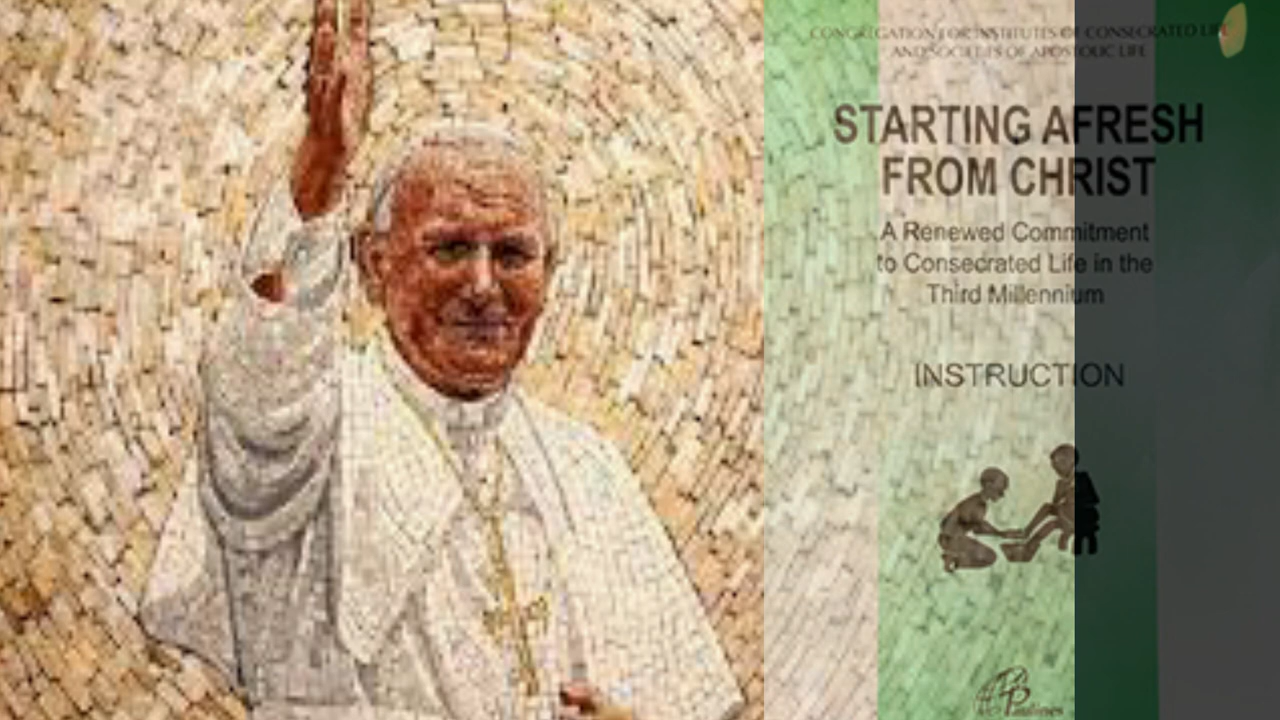 CONGREGATION FOR INSTITUTES OF CONSECRATED LIFE
AND SOCIETIES OF APOSTOLIC LIFE
STARTING AFRESH
FROM CHRIST
A Renewed Commitment
to Consecrated Life in the
Third Millennium
INSTRUCTION
Paulines